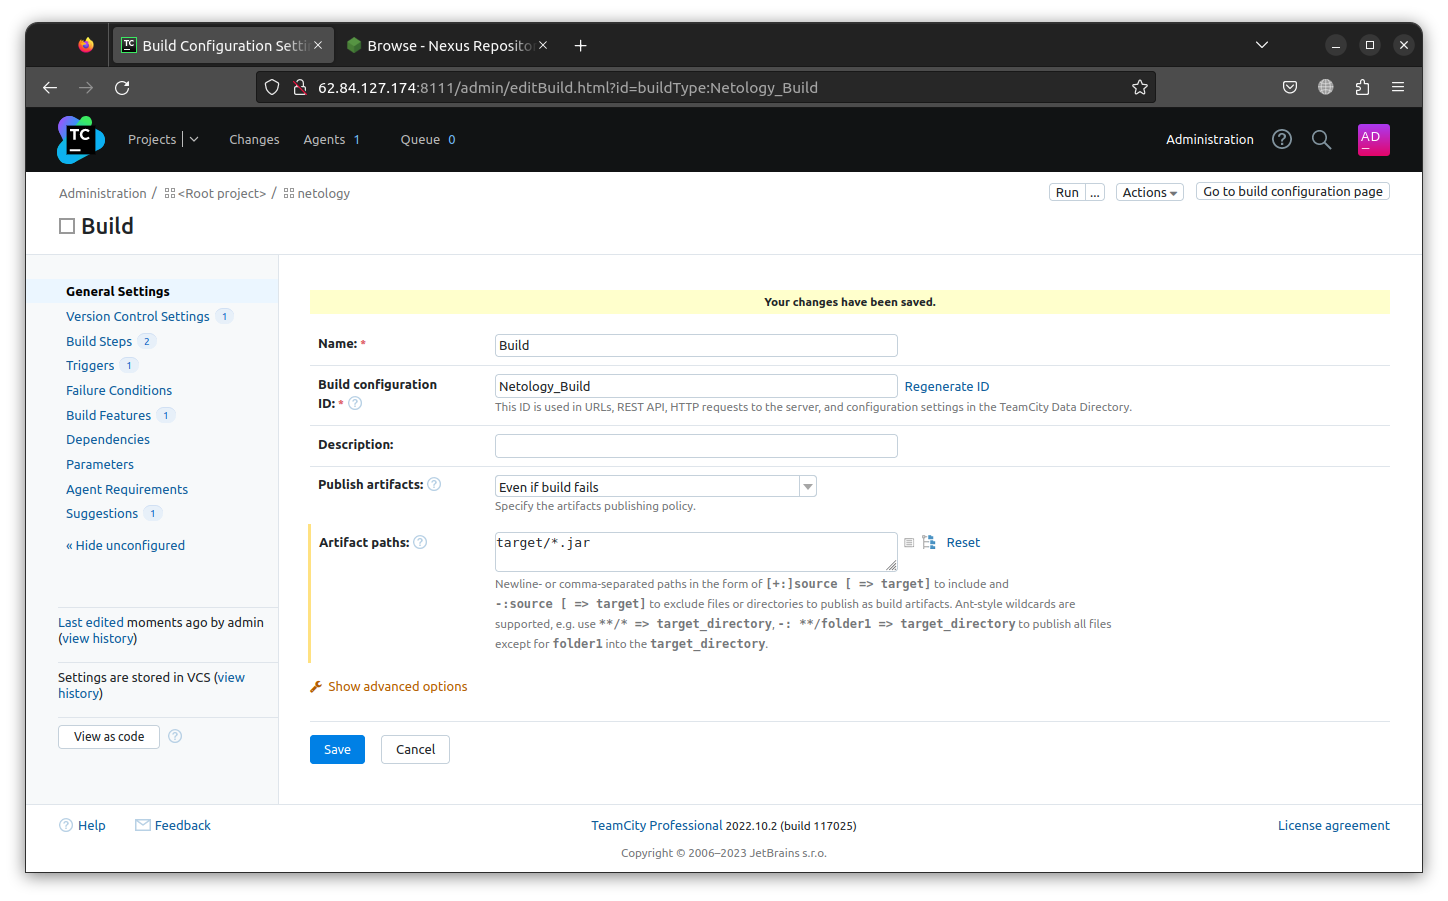 Build Configuration Setti
Browse - Nexus Reposito
62.84.127.174:8111/admin/editBuild.html?id=buildType:Netology_Build
TC
Projects
Changes
Agents 1
Queue 0
Administration
AD
Administration / <Root project> / netology
Run ... Actions Go to build configuration page
Build
General Settings
Version Control Settings 1
Build Steps 2
Triggers 1
Failure Conditions
Build Features 1
Dependencies
Parameters
Agent Requirements
Suggestions 1
« Hide unconfigured
Last edited moments ago by admin
(view history)
Settings are stored in VCS (view
history)
View as code ?
Your changes have been saved.
Name: * Build
Build configuration
ID: * ?
Netology_Build Regenerate ID
This ID is used in URLs, REST API, HTTP requests to the server, and configuration settings in the TeamCity Data Directory.
Description:
Publish artifacts: ? Even if build fails
Specify the artifacts publishing policy.
Artifact paths: ? target/*.jar Reset
Newline- or comma-separated paths in the form of [+:]source [ => target] to include and
-:source [ => target] to exclude files or directories to publish as build artifacts. Ant-style wildcards are
supported, e.g. use **/* => target_directory, -: **/folder1 => target_directory to publish all files
except for folder1 into the target_directory.
Show advanced options
Save Cancel
? Help Feedback
TeamCity Professional 2022.10.2 (build 117025)
License agreement
Copyright © 2006–2023 JetBrains s.r.o.